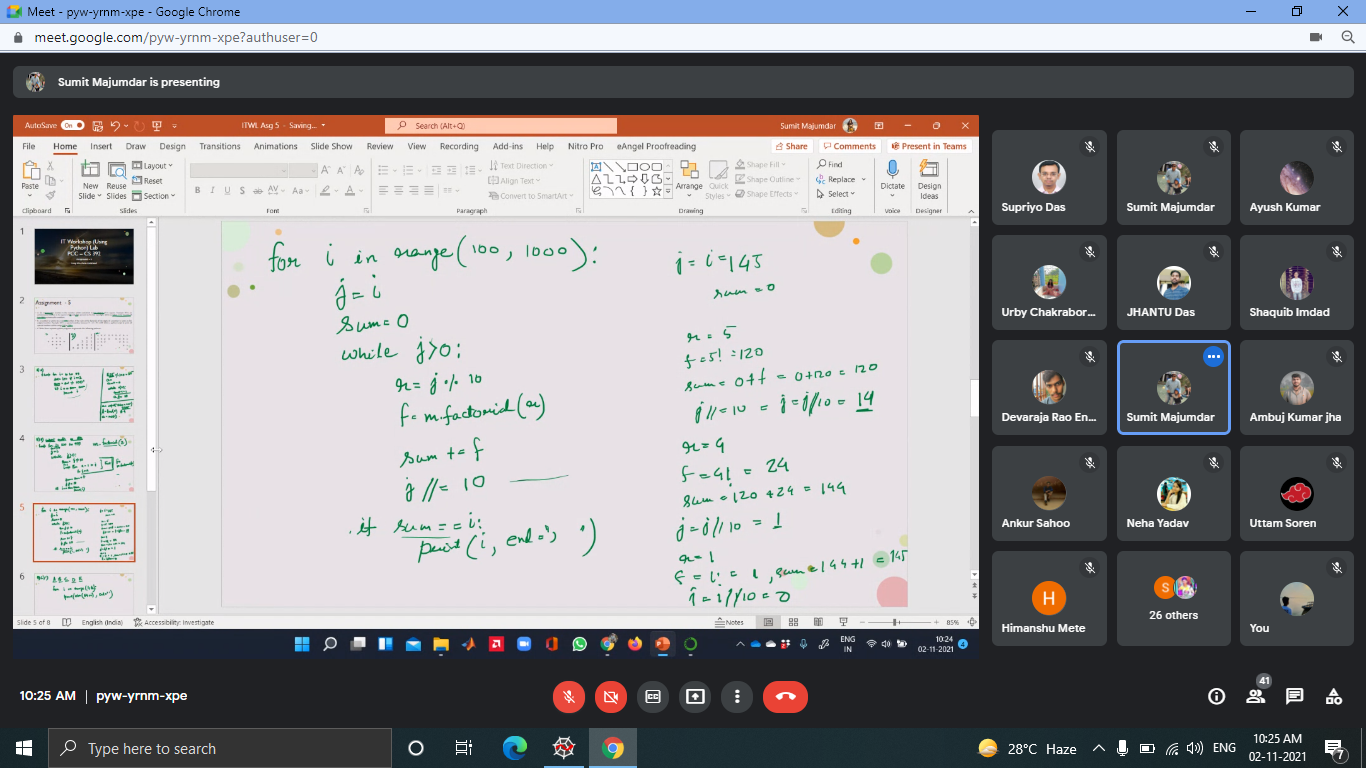 Meet - pyw-yrnm-xpe - Google Chrome
meet.google.com/pyw-yrnm-xpe?authuser=0
Sumit Majumdar is presenting
AutoSave On ITWL Asg 5 - Saving... Search (Alt+Q) Sumit Majumdar
File Home Insert Draw Design Transitions Animations Slide Show Review View Recording Add-ins Help Nitro Pro eAngel Proofreading Share Comments Present in Teams
Paste New Slide Reuse Slides Layout Reset Section
Text Direction Align Text Convert to SmartArt
Arrange Quick Styles Shape Fill Shape Outline Shape Effects Find Replace Select Dictate Design Ideas
Clipboard Slides Font Paragraph Drawing Editing Voice Designer
1
IT Workshop (Using Python) Lab
PCC - CS 392
2
Assignment - 5
3
4
5
6
for i in range(100, 1000):
j = i
sum = 0
while j>0:
r = j % 10
f = m.factorial(r)
sum += f
j //= 10
if sum == i:
print(i, end=', ')
j = i = 145
sum = 0
r = 5
f = 5! = 120
sum = 0+f = 0+120 = 120
j //= 10 = j = j//10 = 14
r = 4
f = 4! = 24
sum = 120 + 24 = 144
j = j//10 = 1
r = 1
f = 1! = 1, sum = 144+1 = 145
j = j//10 = 0
Slide 5 of 8 English (India) Accessibility: Investigate Notes 85%
ENG
IN
10:24
02-11-2021
4
Supriyo Das
Sumit Majumdar
Ayush Kumar
Urby Chakrabor...
JHANTU Das
Shaquib Imdad
Devaraja Rao En...
Sumit Majumdar
Ambuj Kumar jha
Ankur Sahoo
Neha Yadav
Uttam Soren
H
Himanshu Mete
S
26 others
You
10:25 AM | pyw-yrnm-xpe
41
Type here to search
28°C Haze ENG
10:25 AM
02-11-2021
7